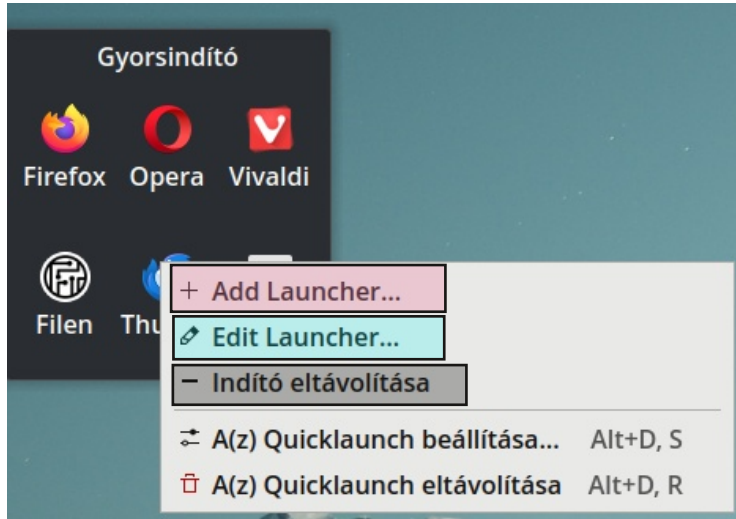 Gyorsindító
Firefox Opera Vivaldi
Filen
+ Add Launcher...
Edit Launcher...
− Indító eltávolítása
A(z) Quicklaunch beállítása... Alt+D, S
A(z) Quicklaunch eltávolítása Alt+D, R